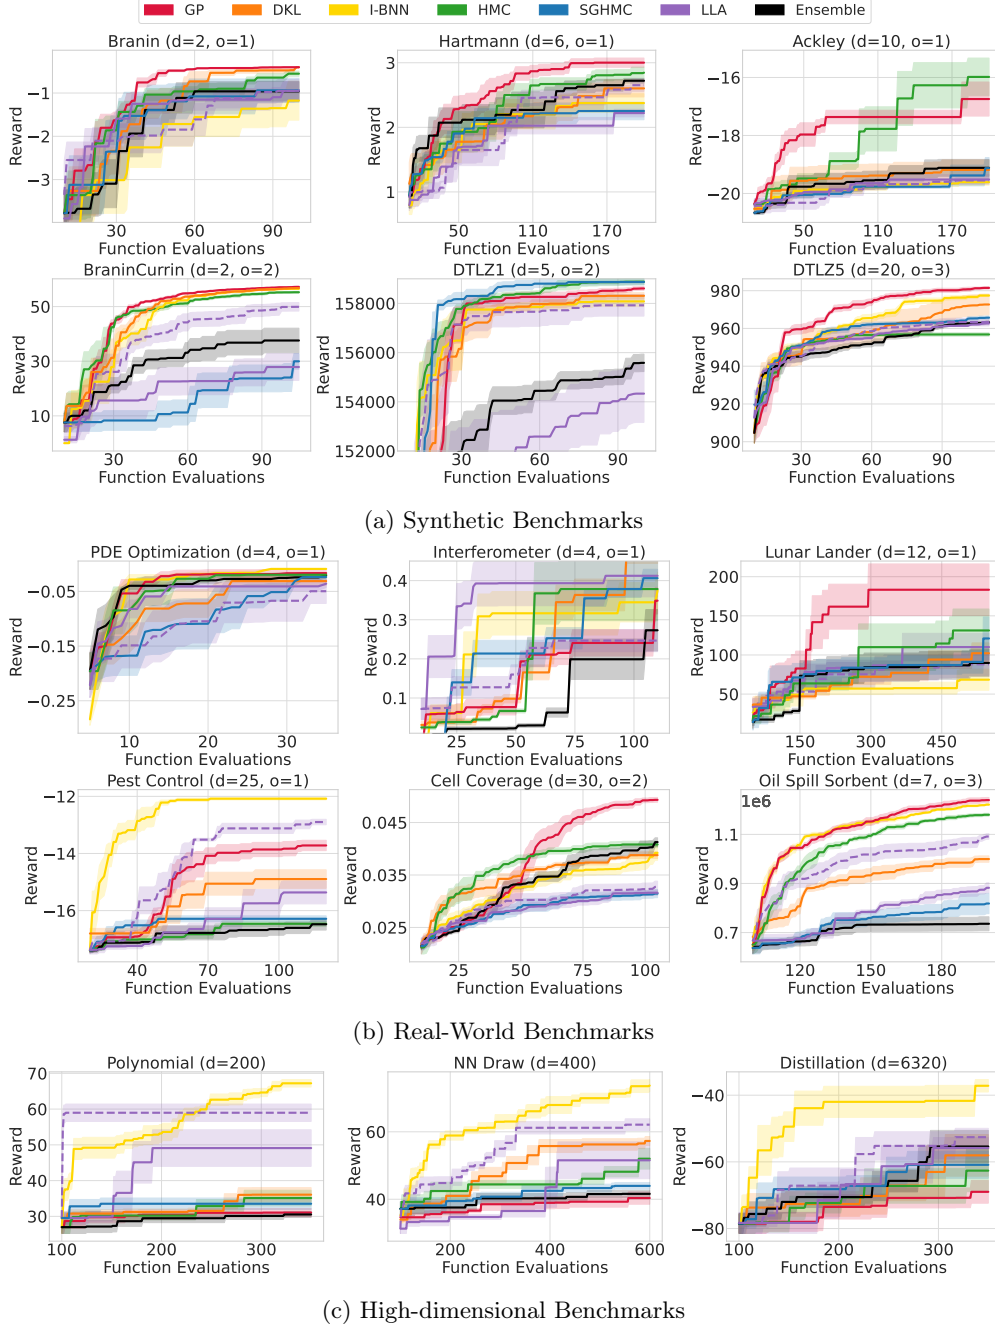 GP DKL I-BNN HMC SGHMC LLA Ensemble
Branin (d=2, o=1) Hartmann (d=6, o=1) Ackley (d=10, o=1)
Reward
−1
−2
−3
30 60 90
Function Evaluations
Reward
3
2
1
50 110 170
Function Evaluations
Reward
−16
−18
−20
50 110 170
Function Evaluations
BraninCurrin (d=2, o=2) DTLZ1 (d=5, o=2) DTLZ5 (d=20, o=3)
Reward
50
30
10
30 60 90
Function Evaluations
Reward
158000
156000
154000
152000
30 60 90
Function Evaluations
Reward
980
960
940
920
900
30 60 90
Function Evaluations
(a) Synthetic Benchmarks
PDE Optimization (d=4, o=1) Interferometer (d=4, o=1) Lunar Lander (d=12, o=1)
Reward
−0.05
−0.15
−0.25
10 20 30
Function Evaluations
Reward
0.4
0.3
0.2
0.1
25 50 75 100
Function Evaluations
Reward
200
150
100
50
150 300 450
Function Evaluations
Pest Control (d=25, o=1) Cell Coverage (d=30, o=2) Oil Spill Sorbent (d=7, o=3)
Reward
−12
−14
−16
40 70 100
Function Evaluations
Reward
0.045
0.035
0.025
25 50 75 100
Function Evaluations
Reward
1e6
1.1
0.9
0.7
120 150 180
Function Evaluations
(b) Real-World Benchmarks
Polynomial (d=200) NN Draw (d=400) Distillation (d=6320)
Reward
70
60
50
40
30
100 200 300
Function Evaluations
Reward
60
40
200 400 600
Function Evaluations
Reward
−40
−60
−80
100 200 300
Function Evaluations
(c) High-dimensional Benchmarks